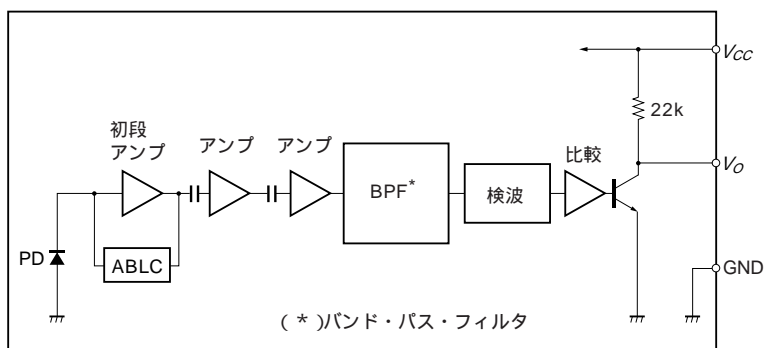 VCC
22k
初段
アンプ
アンプ
アンプ
比較
VO
BPF*
検波
PD
ABLC
GND
(*)バンド・パス・フィルタ